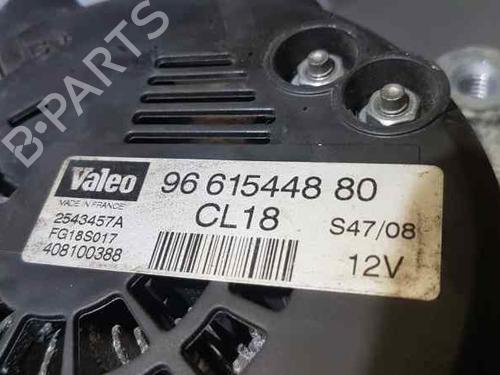 B-PARTS
Valeo
MADE IN FRANCE
2543457A
FG18S017
408100388
96 615448 80
CL18
S47/08
12V